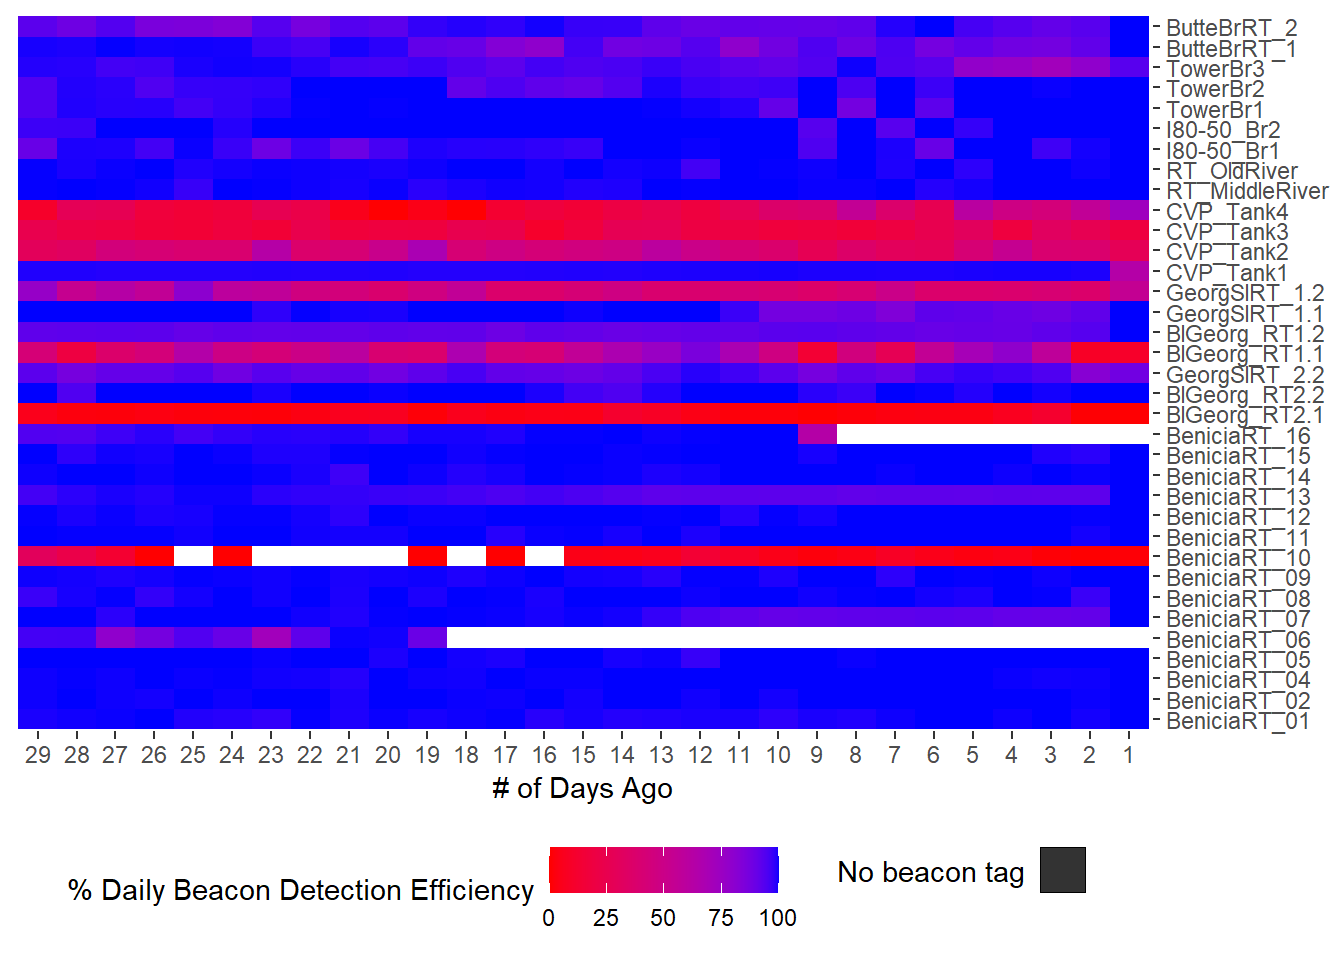 ButteBrRT_2
ButteBrRT_1
TowerBr3
TowerBr2
TowerBr1
I80-50_Br2
I80-50_Br1
RT_OldRiver
RT_MiddleRiver
CVP_Tank4
CVP_Tank3
CVP_Tank2
CVP_Tank1
GeorgSlRT_1.2
GeorgSlRT_1.1
BlGeorg_RT1.2
BlGeorg_RT1.1
GeorgSlRT_2.2
BlGeorg_RT2.2
BlGeorg_RT2.1
BeniciaRT_16
BeniciaRT_15
BeniciaRT_14
BeniciaRT_13
BeniciaRT_12
BeniciaRT_11
BeniciaRT_10
BeniciaRT_09
BeniciaRT_08
BeniciaRT_07
BeniciaRT_06
BeniciaRT_05
BeniciaRT_04
BeniciaRT_02
BeniciaRT_01
29 28 27 26 25 24 23 22 21 20 19 18 17 16 15 14 13 12 11 10 9 8 7 6 5 4 3 2 1
# of Days Ago
% Daily Beacon Detection Efficiency
0 25 50 75 100
No beacon tag